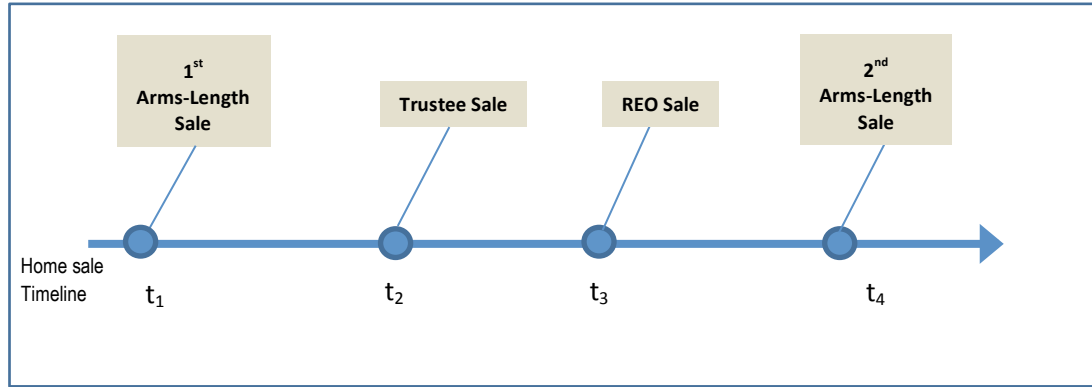 1st
Arms-Length
Sale
Trustee Sale
REO Sale
2nd
Arms-Length
Sale
Home sale
Timeline
t1
t2
t3
t4